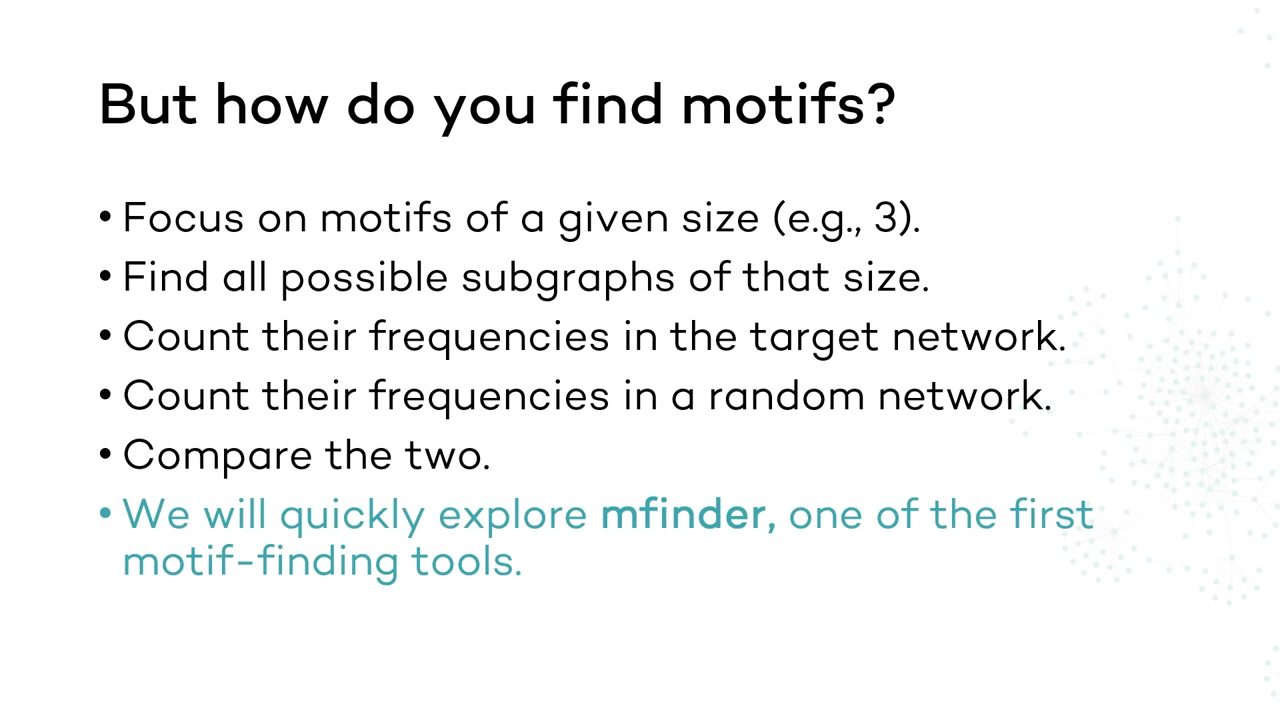 But how do you find motifs?
• Focus on motifs of a given size (e.g., 3).
• Find all possible subgraphs of that size.
• Count their frequencies in the target network.
• Count their frequencies in a random network.
• Compare the two.
• We will quickly explore mfinder, one of the first
motif-finding tools.